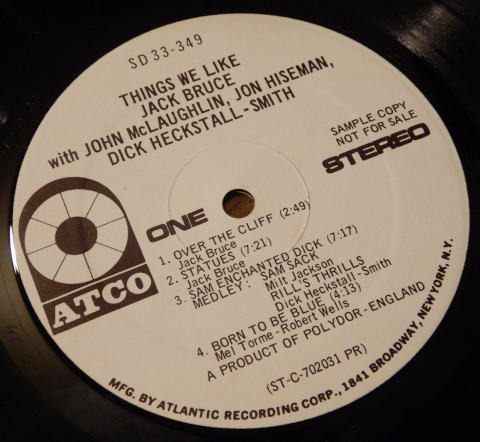 SD 33-349
THINGS WE LIKE
JACK BRUCE
with JOHN McLAUGHLIN, JON HISEMAN,
DICK HECKSTALL-SMITH
SAMPLE COPY
NOT FOR SALE
STEREO
ATCO
ONE
1. OVER THE CLIFF (2:49)
Jack Bruce
2. STATUES (7:21)
Jack Bruce
3. SAM ENCHANTED DICK (7:17)
MEDLEY: SAM SACK
Milt Jackson
RILL'S THRILLS
Dick Heckstall-Smith
4. BORN TO BE BLUE (4:13)
Mel Torme-Robert Wells
A PRODUCT OF POLYDOR-ENGLAND
(ST-C-702031 PR)
MFG. BY ATLANTIC RECORDING CORP., 1841 BROADWAY, NEW YORK, N.Y.